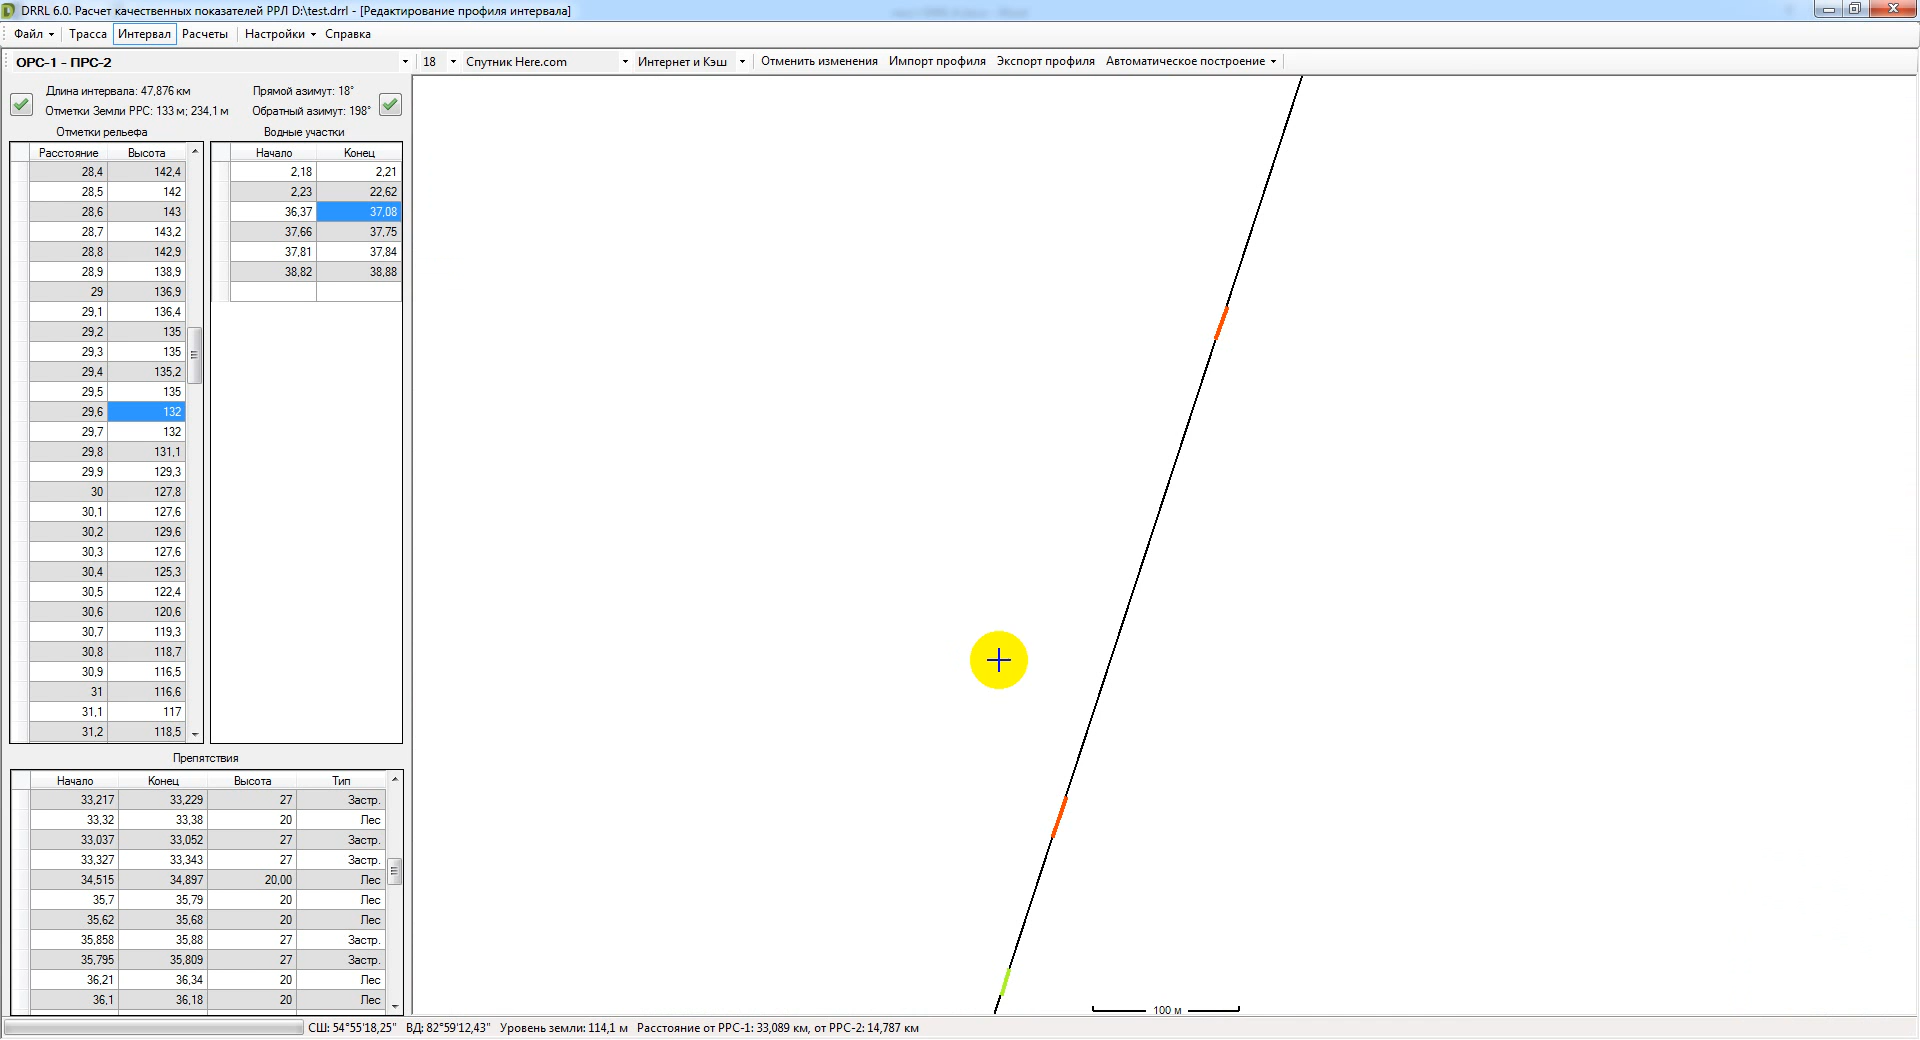 DRRL 6.0. Расчет качественных показателей РРЛ D:\test.drrl - [Редактирование профиля интервала]
Файл Трасса Интервал Расчеты Настройки Справка
ОРС-1 - ПРС-2 18 Спутник Here.com Интернет и Кэш Отменить изменения Импорт профиля Экспорт профиля Автоматическое построение
Длина интервала: 47,876 км Прямой азимут: 18°
Отметки Земли РРС: 133 м; 234,1 м Обратный азимут: 198°
Отметки рельефа Водные участки
Расстояние Высота Начало Конец
28,4 142,4 2,18 2,21
28,5 142 2,23 22,62
28,6 143 36,37 37,08
28,7 143,2 37,66 37,75
28,8 142,9 37,81 37,84
28,9 138,9 38,82 38,88
29 136,9
29,1 136,4
29,2 135
29,3 135
29,4 135,2
29,5 135
29,6 132
29,7 132
29,8 131,1
29,9 129,3
30 127,8
30,1 127,6
30,2 129,6
30,3 127,6
30,4 125,3
30,5 122,4
30,6 120,6
30,7 119,3
30,8 118,7
30,9 116,5
31 116,6
31,1 117
31,2 118,5
Препятствия
Начало Конец Высота Тип
33,217 33,229 27 Застр.
33,32 33,38 20 Лес
33,037 33,052 27 Застр.
33,327 33,343 27 Застр.
34,515 34,897 20,00 Лес
35,7 35,79 20 Лес
35,62 35,68 20 Лес
35,858 35,88 27 Застр.
35,795 35,809 27 Застр.
36,21 36,34 20 Лес
36,1 36,18 20 Лес
100 м
СШ: 54°55'18,25" ВД: 82°59'12,43" Уровень земли: 114,1 м Расстояние от РРС-1: 33,089 км, от РРС-2: 14,787 км